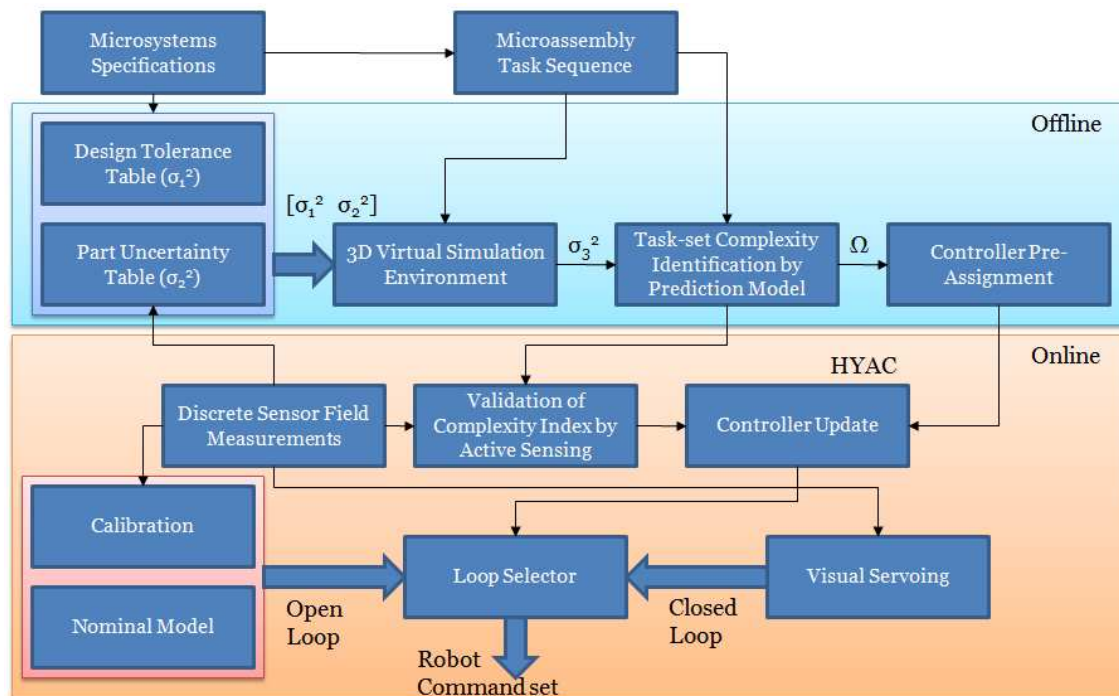 Microsystems
Specifications
Microassembly
Task Sequence
Offline
Design Tolerance
Table (σ₁²)
[σ₁² σ₂²]
Part Uncertainty
Table (σ₂²)
3D Virtual Simulation
Environment
σ₃²
Task-set Complexity
Identification by
Prediction Model
Ω
Controller Pre-
Assignment
Online
HYAC
Discrete Sensor Field
Measurements
Validation of
Complexity Index by
Active Sensing
Controller Update
Calibration
Nominal Model
Open
Loop
Loop Selector
Closed
Loop
Visual Servoing
Robot
Command set